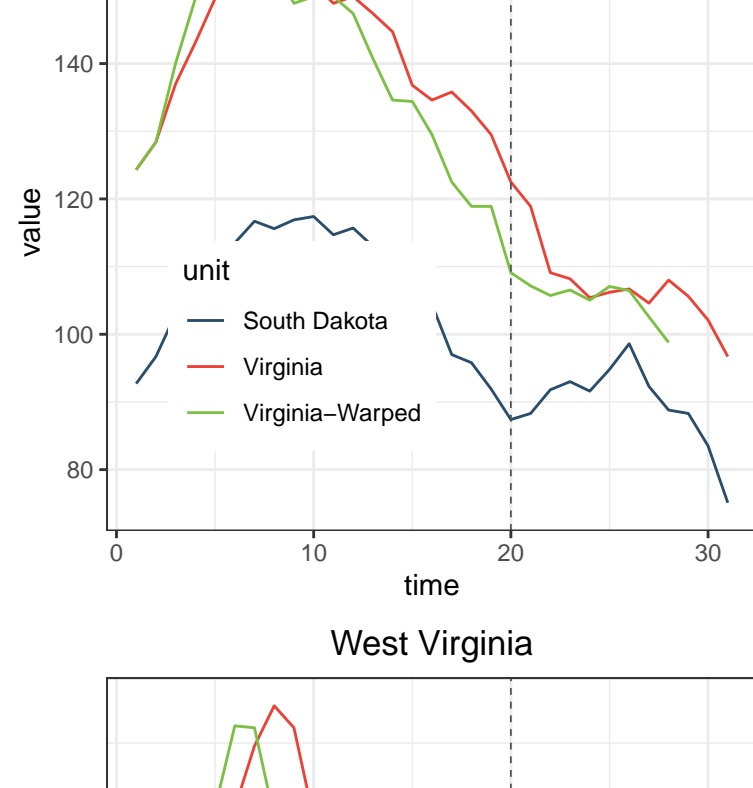 140
120
100
80
value
unit
South Dakota
Virginia
Virginia−Warped
0 10 20 30
time
West Virginia